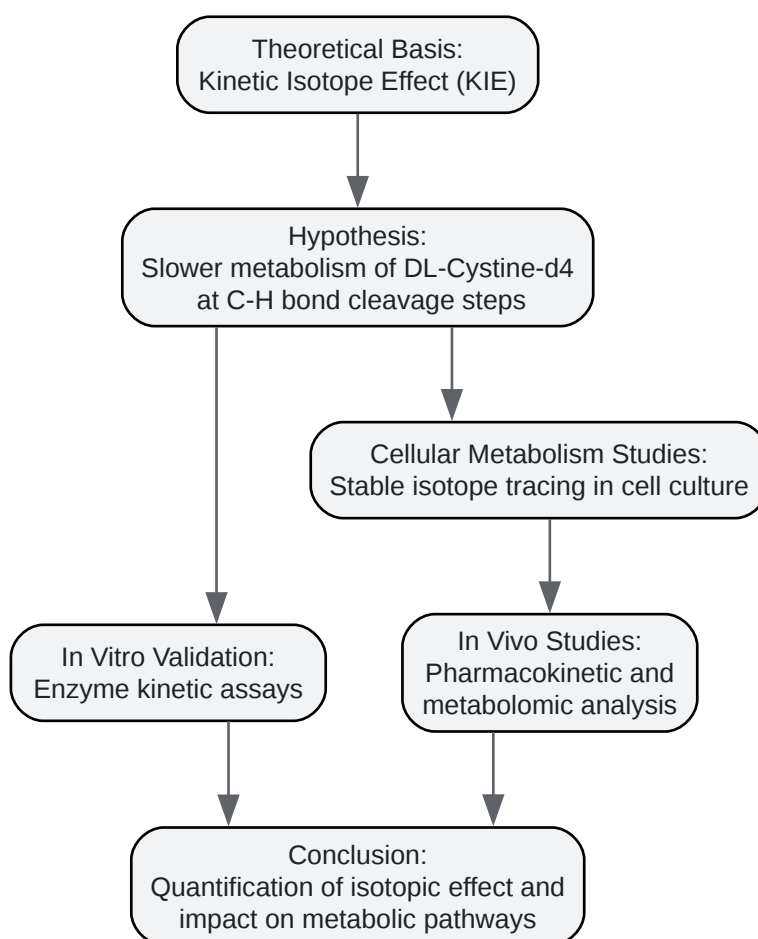 Theoretical Basis:
Kinetic Isotope Effect (KIE)
Hypothesis:
Slower metabolism of DL-Cystine-d4
at C-H bond cleavage steps
Cellular Metabolism Studies:
Stable isotope tracing in cell culture
In Vitro Validation:
Enzyme kinetic assays
In Vivo Studies:
Pharmacokinetic and
metabolomic analysis
Conclusion:
Quantification of isotopic effect and
impact on metabolic pathways